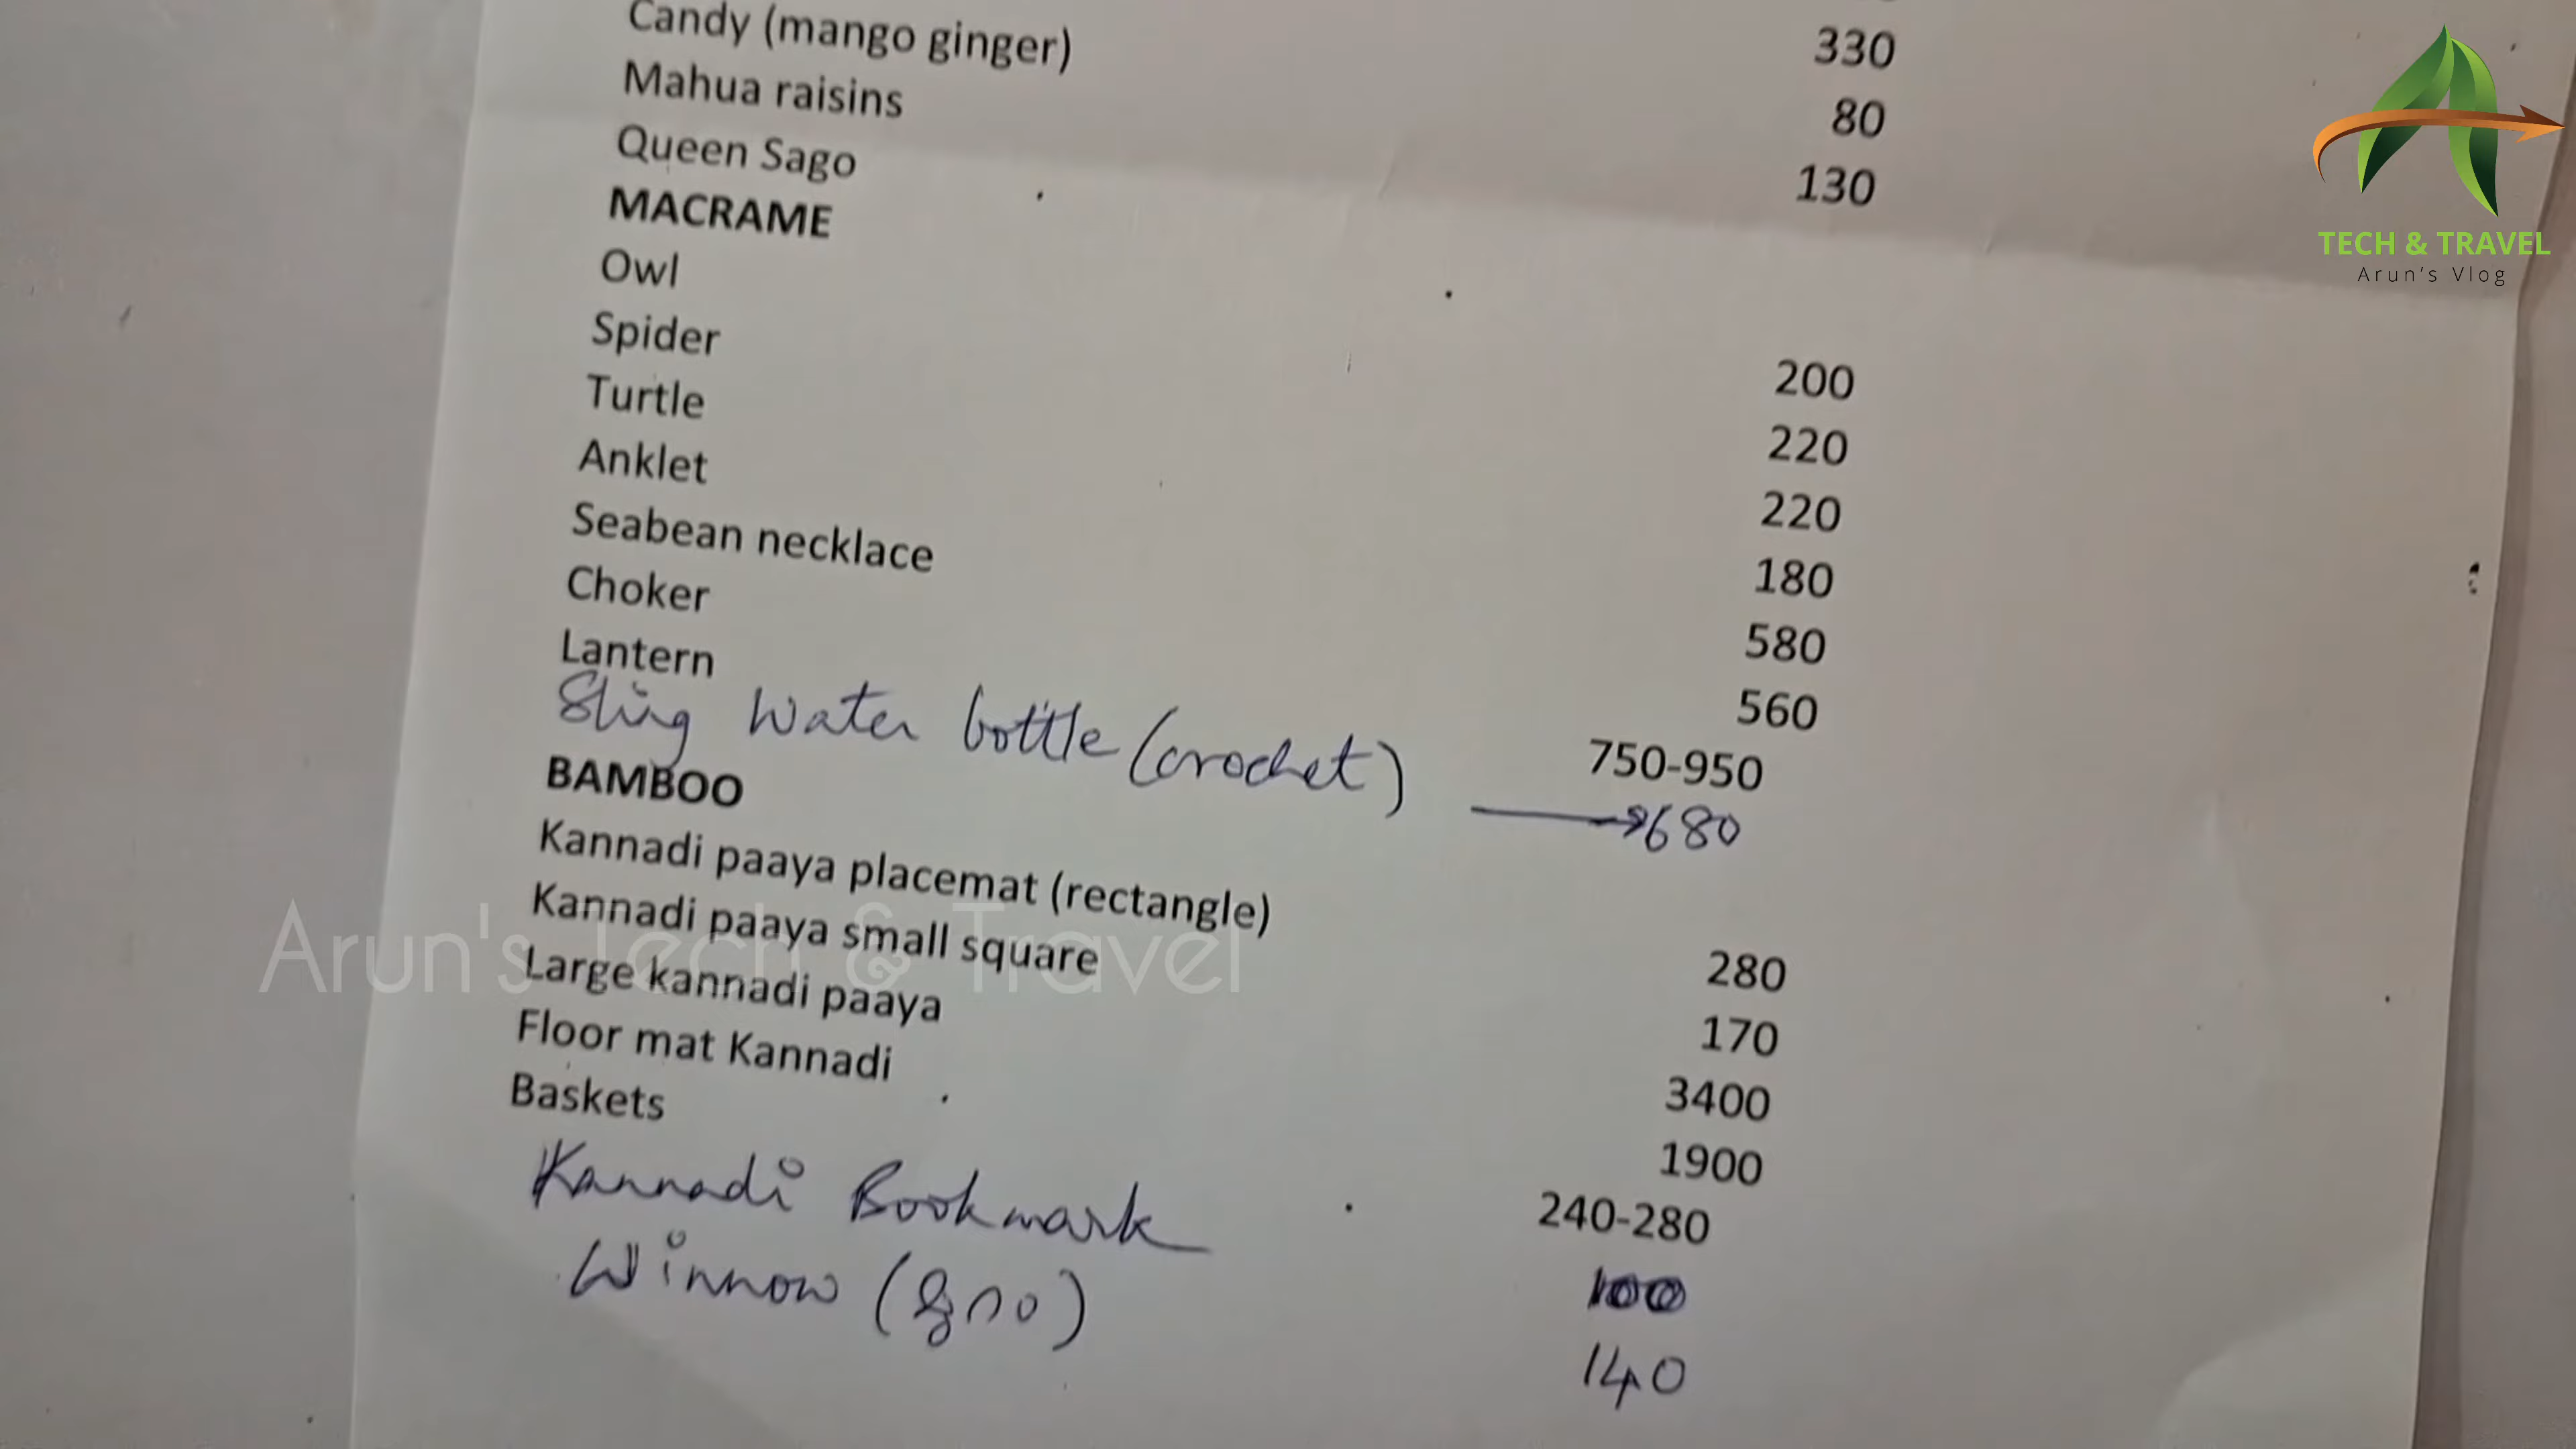 Candy (mango ginger) 330
Mahua raisins 80
Queen Sago 130
MACRAME
Owl 200
Spider 220
Turtle 220
Anklet 180
Seabean necklace 580
Choker 560
Lantern 750-950
Sling Water bottle (crochet) → 680
BAMBOO
Kannadi paaya placemat (rectangle) 280
Kannadi paaya small square 170
Large kannadi paaya 3400
Floor mat Kannadi 1900
Baskets 240-280
Kannadi Bookmark 100
Winnow (മുറം) 140
TECH & TRAVEL
Arun's Vlog
Arun's Tech & Travel